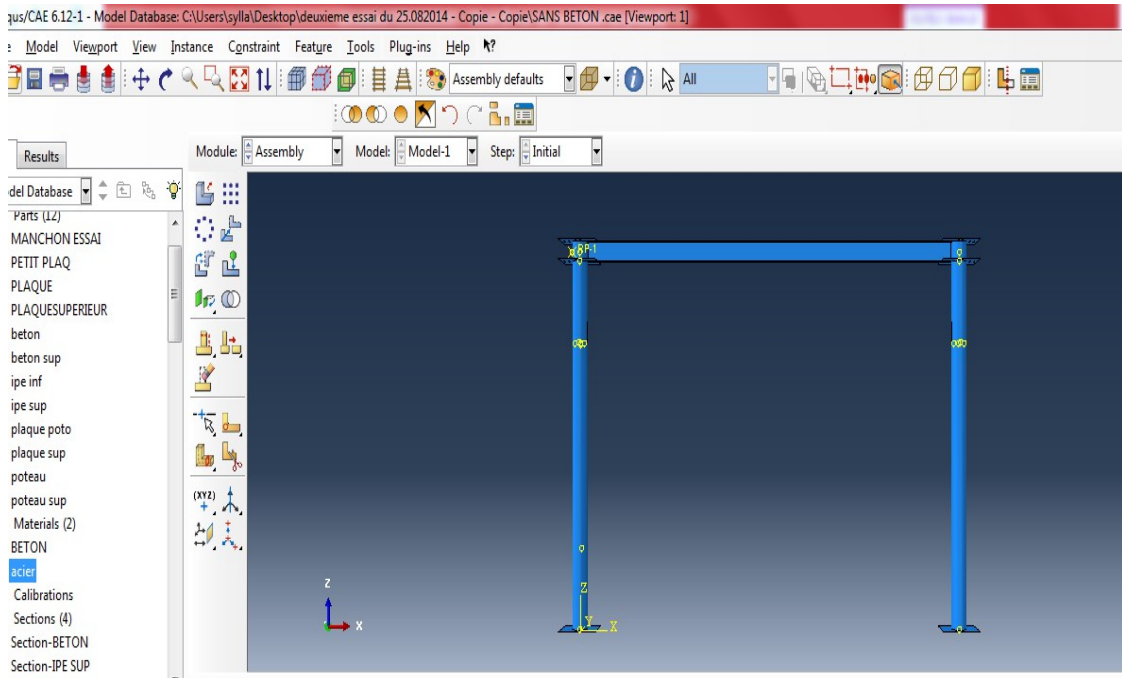 qus/CAE 6.12-1 - Model Database: C:\Users\sylla\Desktop\deuxieme essai du 25.082014 - Copie - Copie\SANS BETON .cae [Viewport: 1]
e Model Viewport View Instance Constraint Feature Tools Plug-ins Help
Assembly defaults All
Results Module: Assembly Model: Model-1 Step: Initial
del Database
Parts (12)
MANCHON ESSAI
PETIT PLAQ
PLAQUE
PLAQUESUPERIEUR
beton
beton sup
ipe inf
ipe sup
plaque poto
plaque sup
poteau
poteau sup
Materials (2)
BETON
acier
Calibrations
Sections (4)
Section-BETON
Section-IPE SUP
(XYZ)
RP-1
Z
X
Z
Y
X